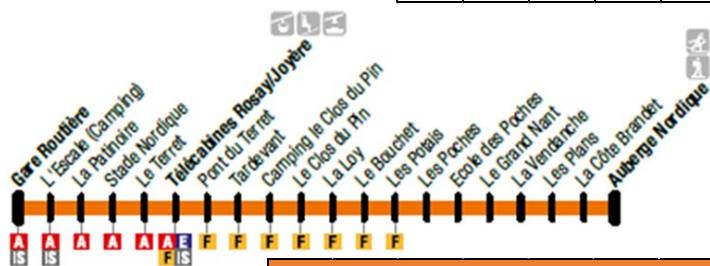 Gare Routière
L'Escale (Camping)
La Patinoire
Stade Nordique
Le Terret
Télécabines Rosay/Joyère
Pont du Terret
Tardevant
Camping le Clos du Pin
Le Clos du Pin
La Loy
Le Bouchet
Les Potais
Les Poches
Ecole des Poches
Le Grand Nant
La Vendanche
Les Plans
La Côte Brandet
Auberge Nordique
A A A A A A E F F F F F F F
IS IS F IS